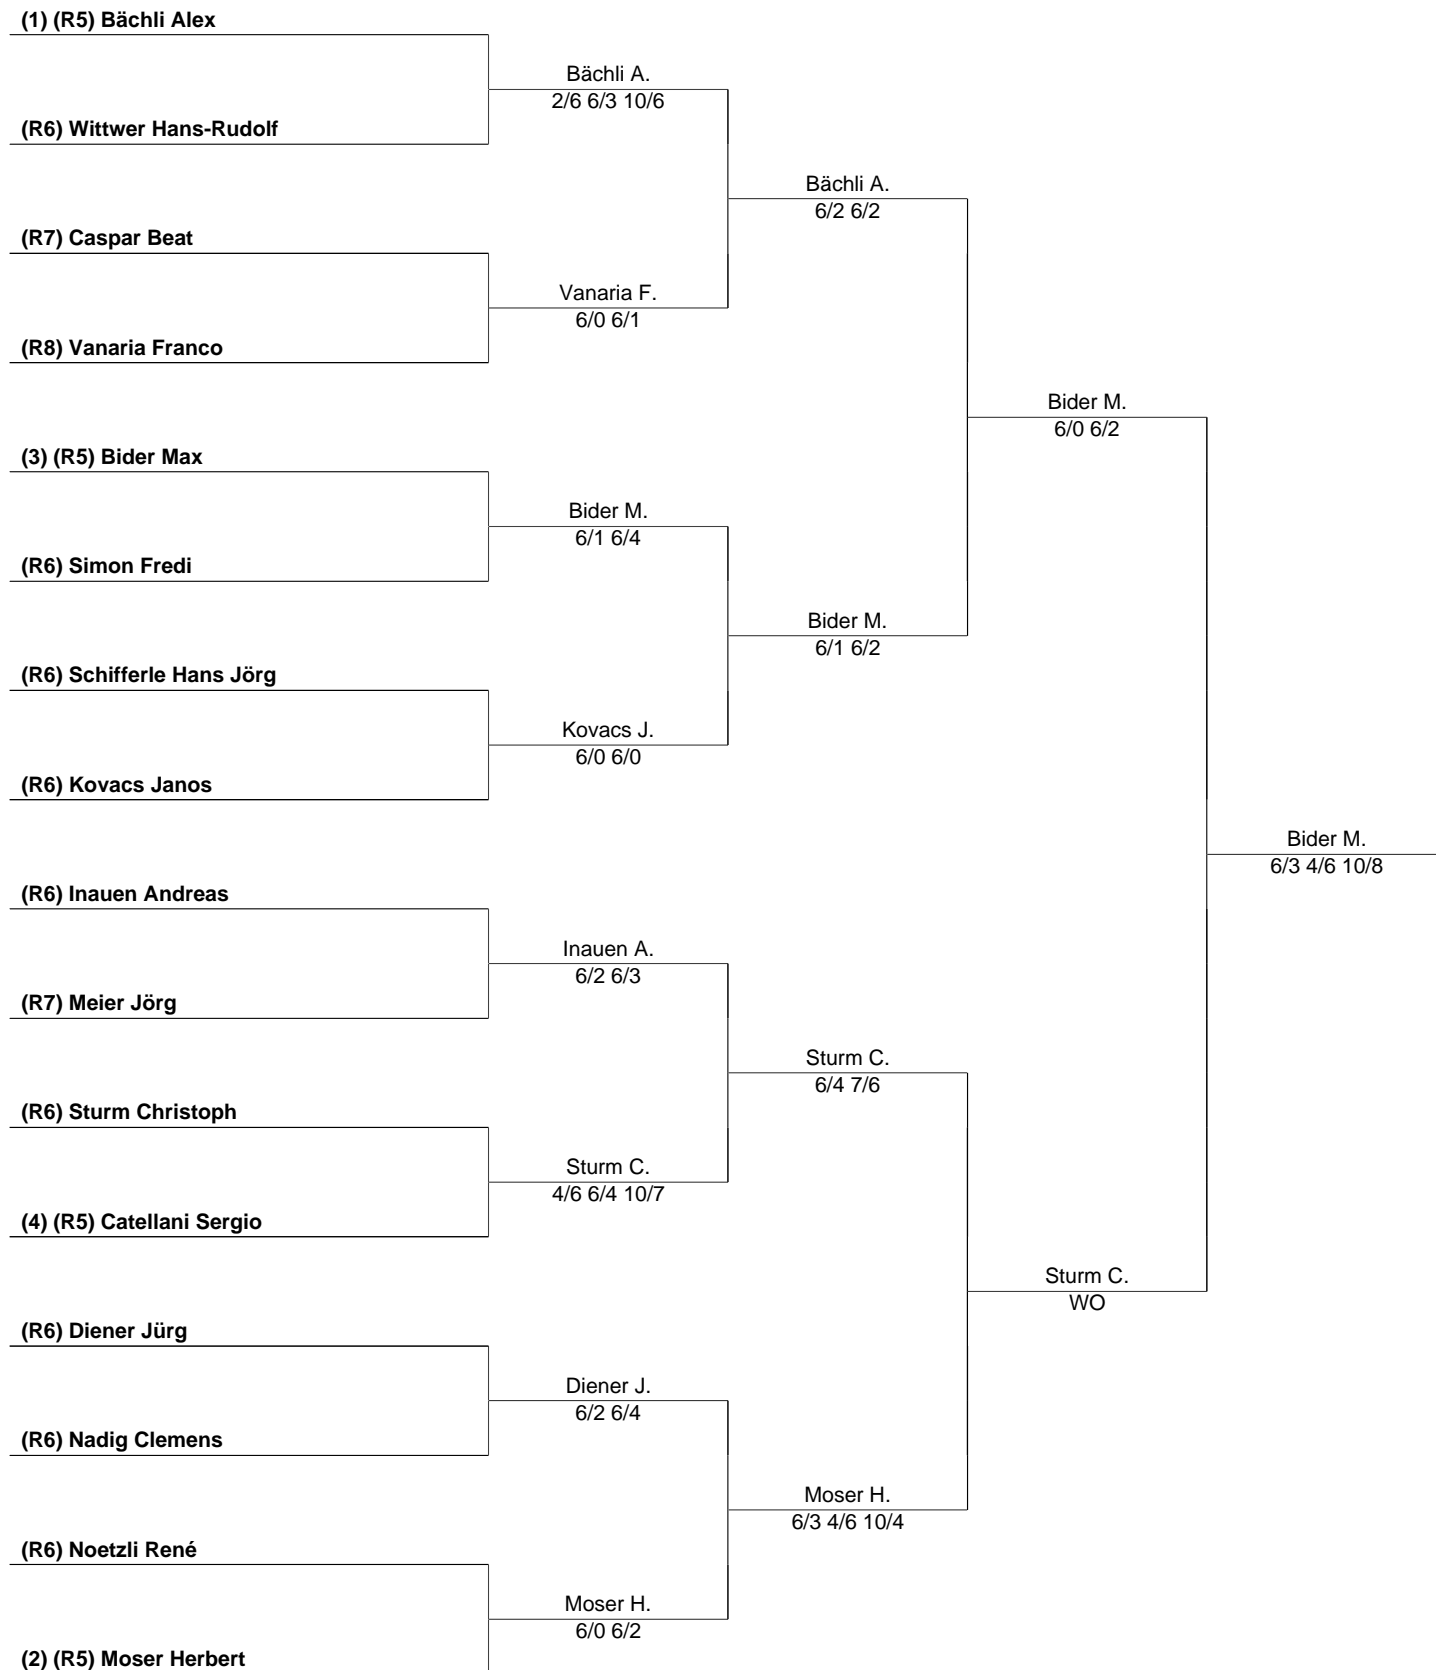 (1) (R5) Bächli Alex
Bächli A.
2/6 6/3 10/6
(R6) Wittwer Hans-Rudolf
Bächli A.
6/2 6/2
(R7) Caspar Beat
Vanaria F.
6/0 6/1
(R8) Vanaria Franco
Bider M.
6/0 6/2
(3) (R5) Bider Max
Bider M.
6/1 6/4
(R6) Simon Fredi
Bider M.
6/1 6/2
(R6) Schifferle Hans Jörg
Kovacs J.
6/0 6/0
(R6) Kovacs Janos
Bider M.
6/3 4/6 10/8
(R6) Inauen Andreas
Inauen A.
6/2 6/3
(R7) Meier Jörg
Sturm C.
6/4 7/6
(R6) Sturm Christoph
Sturm C.
4/6 6/4 10/7
(4) (R5) Catellani Sergio
Sturm C.
WO
(R6) Diener Jürg
Diener J.
6/2 6/4
(R6) Nadig Clemens
Moser H.
6/3 4/6 10/4
(R6) Noetzli René
Moser H.
6/0 6/2
(2) (R5) Moser Herbert